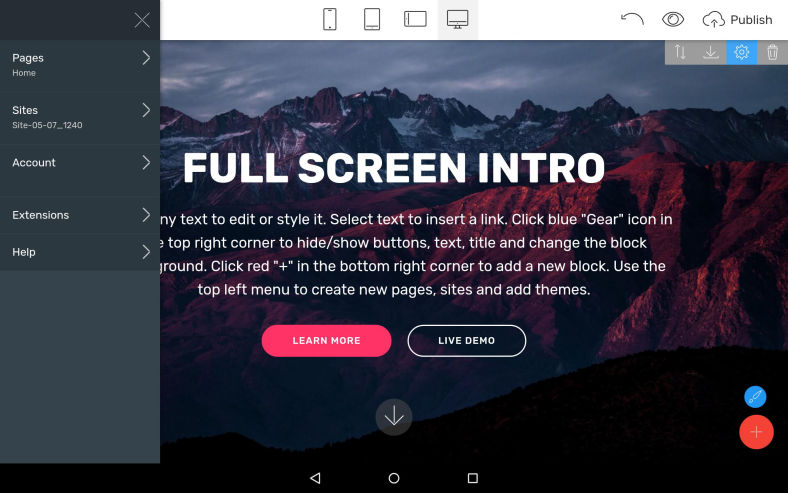 Publish
Pages
Home
Sites
Site-05-07_1240
Account
Extensions
Help
FULL SCREEN INTRO
ny text to edit or style it. Select text to insert a link. Click blue "Gear" icon in
top right corner to hide/show buttons, text, title and change the block
ground. Click red "+" in the bottom right corner to add a new block. Use the
top left menu to create new pages, sites and add themes.
LEARN MORE
LIVE DEMO